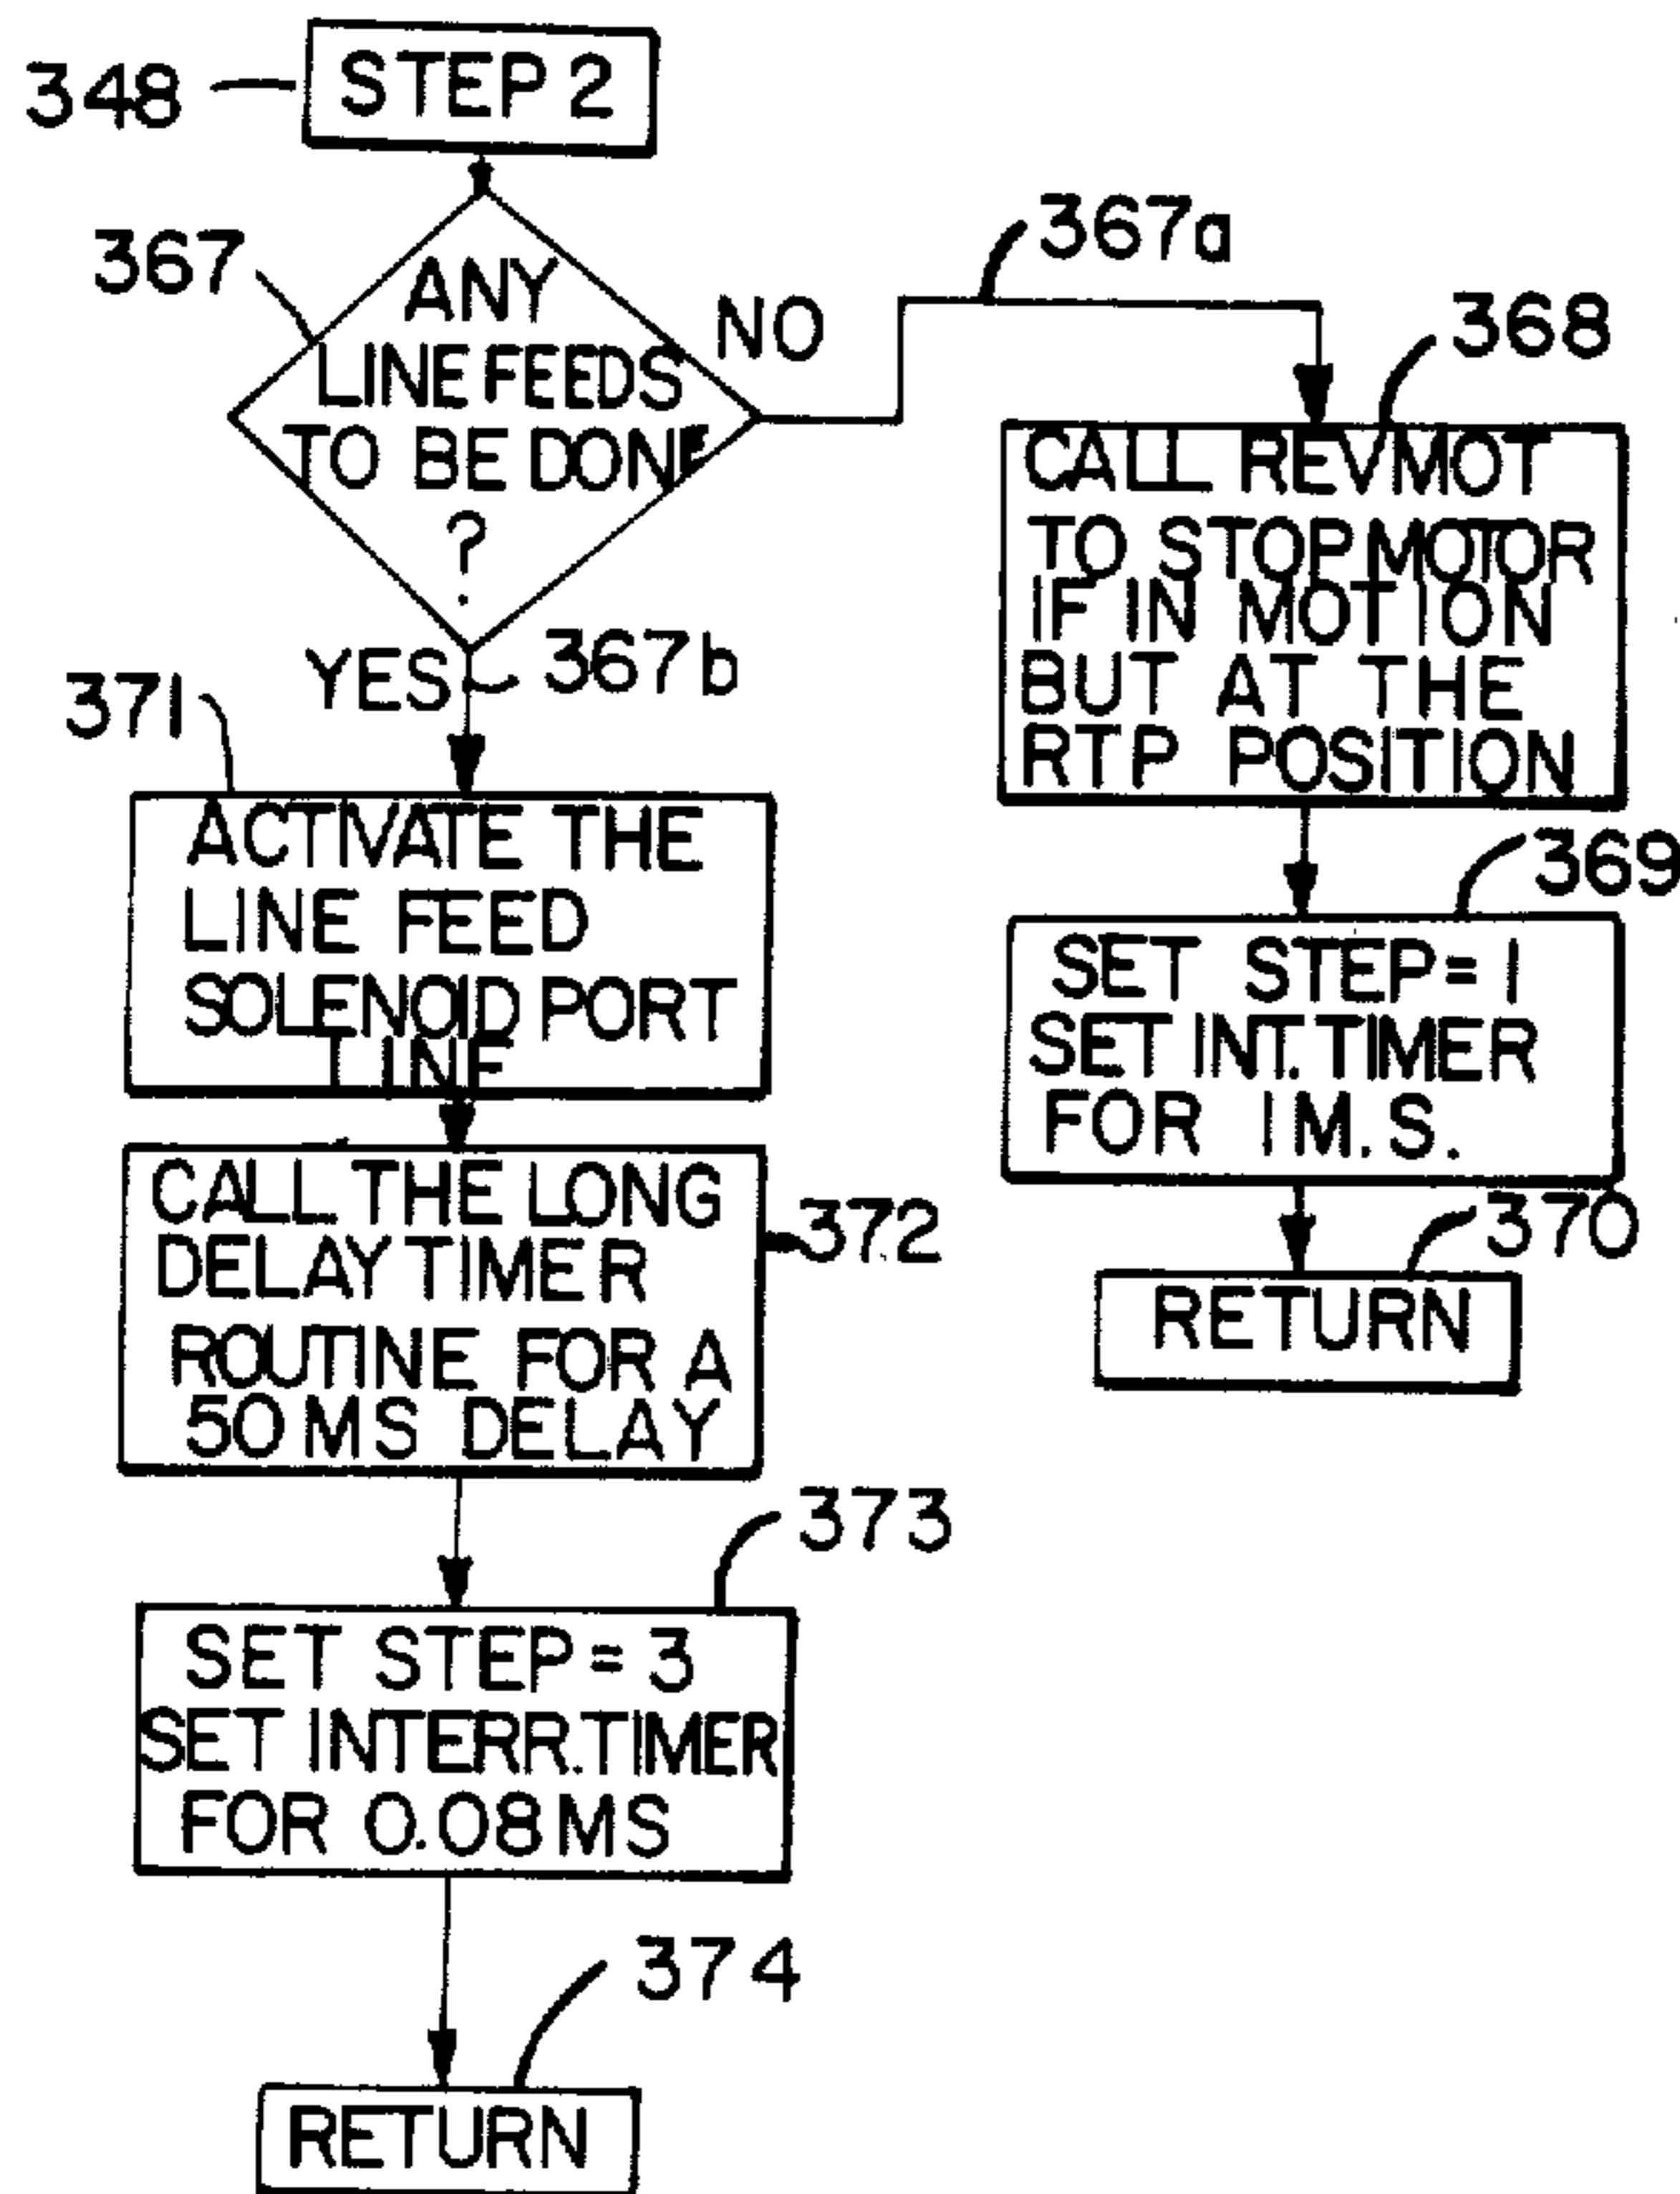 348
STEP 2
367
ANY
LINE FEEDS
TO BE DONE
?
NO
367a
YES
367b
368
CALL REVMOT
TO STOP MOTOR
IF IN MOTION
BUT AT THE
RTP POSITION
369
SET STEP = 1
SET INT. TIMER
FOR 1 M.S.
370
RETURN
371
ACTIVATE THE
LINE FEED
SOLENOID PORT
LINE
372
CALL THE LONG
DELAY TIMER
ROUTINE FOR A
50 MS DELAY
373
SET STEP = 3
SET INTERR. TIMER
FOR 0.08 MS
374
RETURN